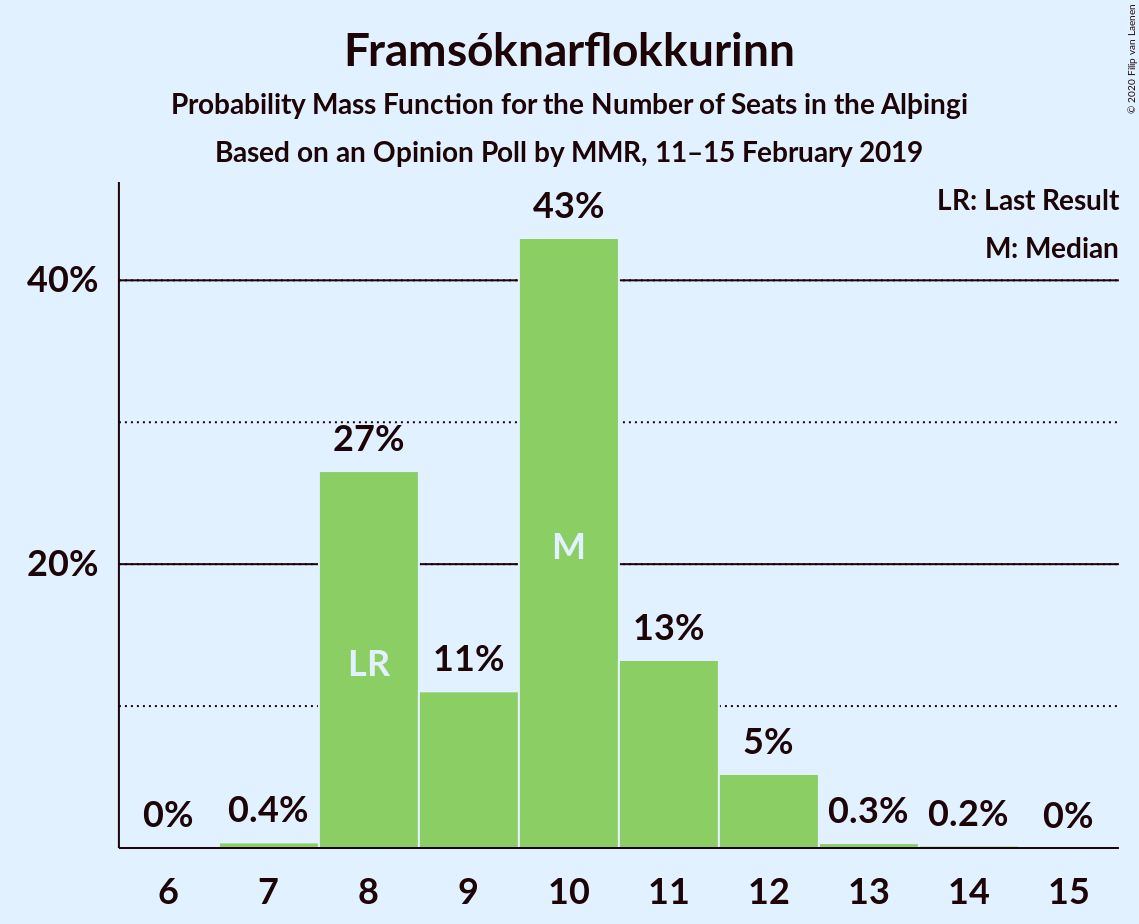 Framsóknarflokkurinn
Probability Mass Function for the Number of Seats in the Alþingi
Based on an Opinion Poll by MMR, 11–15 February 2019
© 2020 Filip van Laenen
LR: Last Result
M: Median
43%
40%
27%
M
20%
13%
11%
LR
5%
0%
0.4%
0.3%
0.2%
0%
6 7 8 9 10 11 12 13 14 15